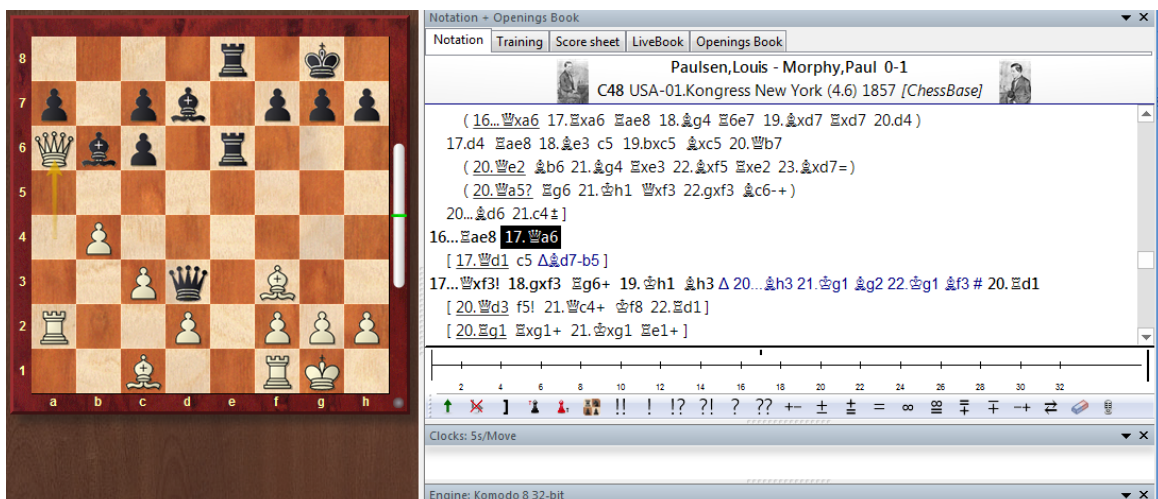 Notation + Openings Book
Notation Training Score sheet LiveBook Openings Book
Paulsen,Louis - Morphy,Paul 0-1
C48 USA-01.Kongress New York (4.6) 1857 [ChessBase]
( 16...♕xa6 17.♖xa6 ♖ae8 18.♗g4 ♖6e7 19.♗xd7 ♖xd7 20.d4 )
17.d4 ♖ae8 18.♗e3 c5 19.bxc5 ♗xc5 20.♕b7
( 20.♕e2 ♗b6 21.♗g4 ♖xe3 22.♗xf5 ♖xe2 23.♗xd7= )
( 20.♕a5? ♖g6 21.♔h1 ♕xf3 22.gxf3 ♗c6-+ )
20...♗d6 21.c4± ]
16...♖ae8 17.♕a6
[ 17.♕d1 c5 Δ♗d7-b5 ]
17...♕xf3! 18.gxf3 ♖g6+ 19.♔h1 ♗h3 Δ 20...♗h3 21.♔g1 ♗g2 22.♔g1 ♗f3 # 20.♖d1
[ 20.♕d3 f5! 21.♕c4+ ♔f8 22.♖d1 ]
[ 20.♖g1 ♖xg1+ 21.♔xg1 ♖e1+ ]
2 4 6 8 10 12 14 16 18 20 22 24 26 28 30 32
] !! ! !? ?! ? ?? +− ± ⩲ = ∞ ⯹ ⩱ ∓ −+ ⇄
Clocks: 5s/Move
Engine: Komodo 8 32-bit
8
7
6
5
4
3
2
1
a b c d e f g h